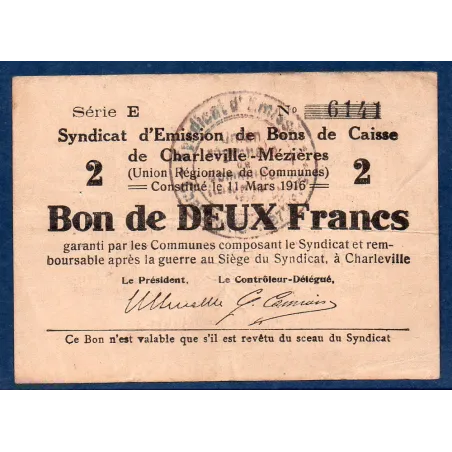 Série E Nº 6141
Syndicat d'Emission de Bons de Caisse
de Charleville-Mézières
2 (Union Régionale de Communes) 2
Constitué le 11 Mars 1916
Bon de DEUX Francs
garanti par les Communes composant le Syndicat et rem-
boursable après la guerre au Siège du Syndicat, à Charleville
Le Président, Le Contrôleur-Délégué,
Ce Bon n'est valable que s'il est revêtu du sceau du Syndicat